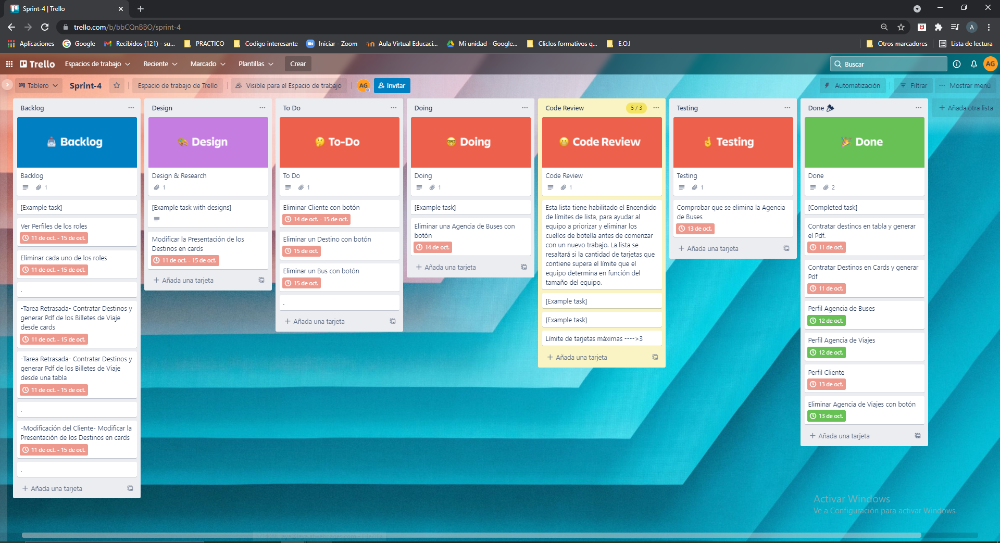 Sprint-4 | Trello
trello.com/b/bbCQnBBO/sprint-4
Aplicaciones
Google
Recibidos (121) - su...
PRACTICO
Codigo interesante
Iniciar - Zoom
Aula Virtual Educaci...
Mi unidad - Google...
Cliclos formativos q...
E.O.I
Otros marcadores
Lista de lectura
A
Trello
Espacios de trabajo
Reciente
Marcado
Plantillas
Crear
Buscar
AG
Tablero
Sprint-4
Espacio de trabajo de Trello
Visible para el Espacio de trabajo
AG
Invitar
Automatización
Filtrar
Mostrar menú
Backlog
Backlog
Backlog
1
[Example task]
Ver Perfiles de los roles
11 de oct. - 15 de oct.
Eliminar cada uno de los roles
11 de oct. - 15 de oct.
.
-Tarea Retrasada- Contratar Destinos y
generar Pdf de los Billetes de Viaje
desde cards
11 de oct. - 15 de oct.
-Tarea Retrasada- Contratar Destinos y
generar Pdf de los Billetes de Viaje
desde una tabla
11 de oct. - 15 de oct.
.
-Modificación del Cliente- Modificar la
Presentación de los Destinos en cards
11 de oct. - 15 de oct.
.
+ Añada una tarjeta
Design
Design
Design & Research
1
[Example task with designs]
Modificar la Presentación de los
Destinos en cards
11 de oct. - 15 de oct.
+ Añada una tarjeta
To Do
To-Do
To Do
1
Eliminar Cliente con botón
14 de oct. - 15 de oct.
Eliminar un Destino con botón
15 de oct.
Eliminar un Bus con botón
15 de oct.
.
+ Añada una tarjeta
Doing
Doing
Doing
1
[Example task]
Eliminar una Agencia de Buses con
botón
14 de oct.
+ Añada una tarjeta
Code Review
5 / 3
Code Review
Code Review
1
Esta lista tiene habilitado el Encendido
de límites de lista, para ayudar al
equipo a priorizar y eliminar los
cuellos de botella antes de comenzar
con un nuevo trabajo. La lista se
resaltará si la cantidad de tarjetas que
contiene supera el límite que el
equipo determina en función del
tamaño del equipo.
[Example task]
[Example task]
Límite de tarjetas máximas ---->3
+ Añada una tarjeta
Testing
Testing
Testing
1
Comprobar que se elimina la Agencia
de Buses
13 de oct.
+ Añada una tarjeta
Done
Done
Done
2
[Completed task]
Contratar destinos en tabla y generar
el Pdf.
11 de oct.
Contratar Destinos en Cards y generar
Pdf
11 de oct.
Perfil Agencia de Buses
12 de oct.
Perfil Agencia de Viajes
12 de oct.
Perfil Cliente
13 de oct.
Eliminar Agencia de Viajes con botón
13 de oct.
+ Añada una tarjeta
+ Añada otra lista
Activar Windows
Ve a Configuración para activar Windows.